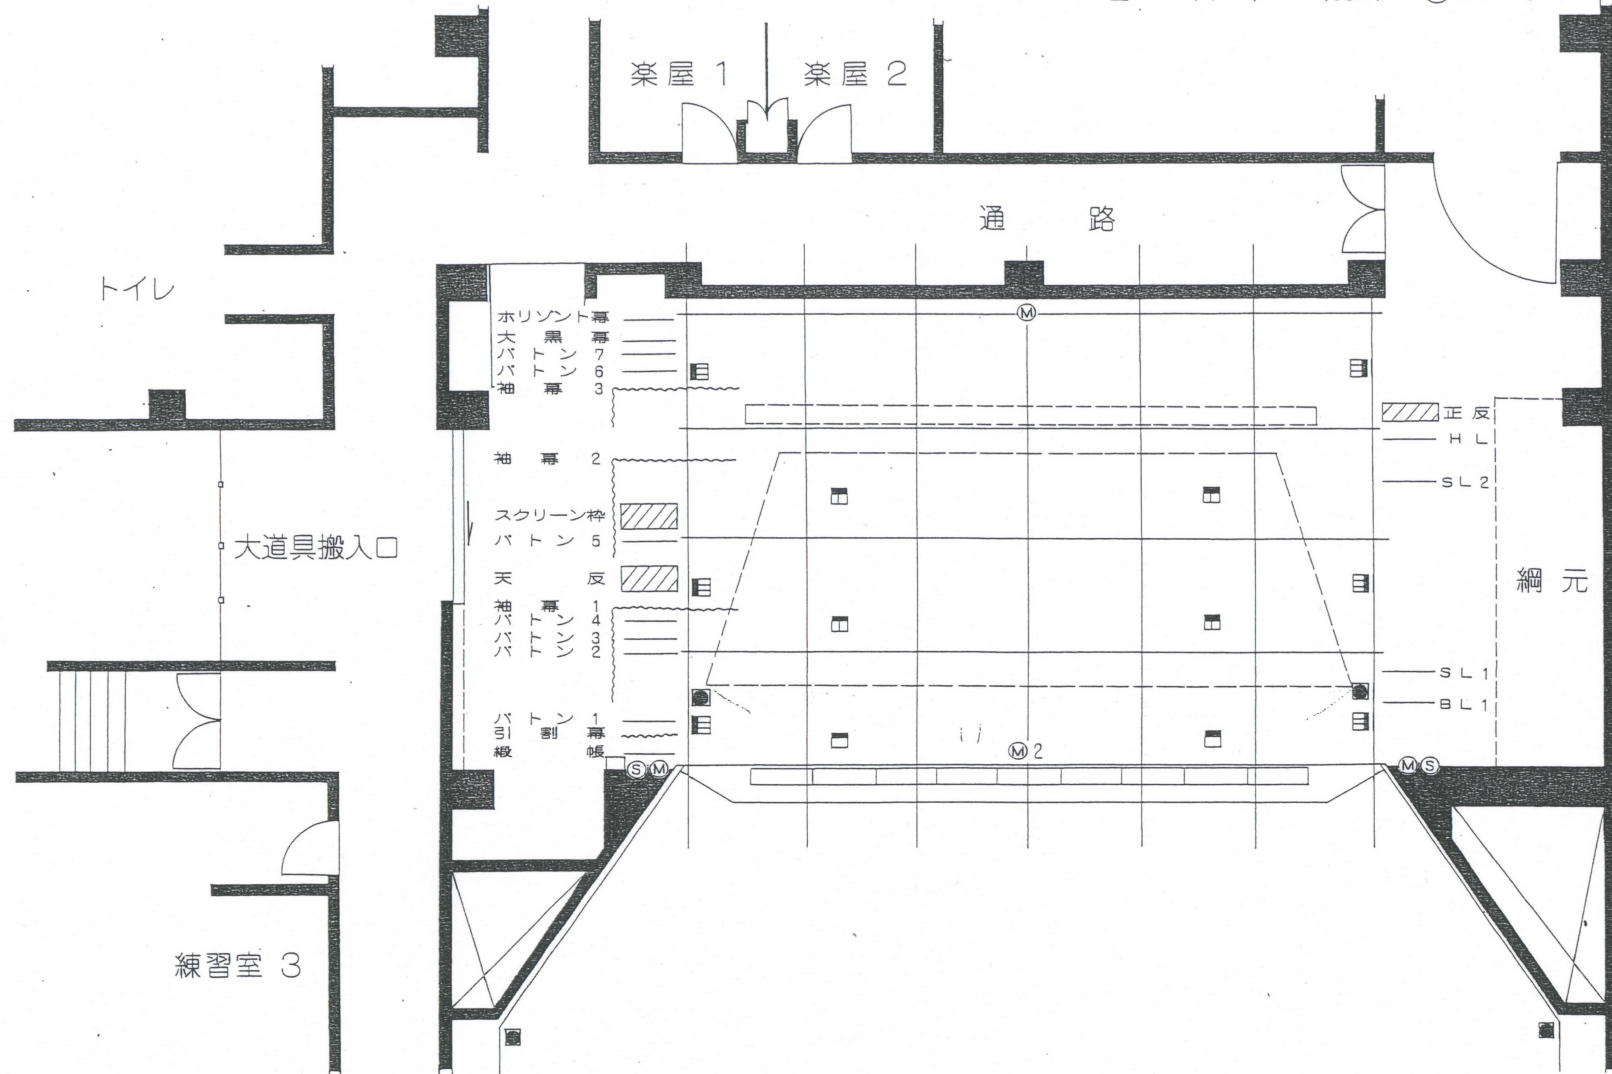 楽屋 1
楽屋 2
通 路
トイレ
ホリゾント幕
大 黒 幕
バ ト ン 7
バ ト ン 6
袖 幕 3
正 反
H L
袖 幕 2
S L 2
スクリーン枠
バ ト ン 5
大道具搬入口
天 反
綱 元
袖 幕 1
バ ト ン 4
バ ト ン 3
バ ト ン 2
S L 1
B L 1
バ ト ン 1
引 割 幕
緞 帳
Ⓜ
Ⓜ 2
Ⓢ Ⓜ
Ⓜ Ⓢ
練習室 3